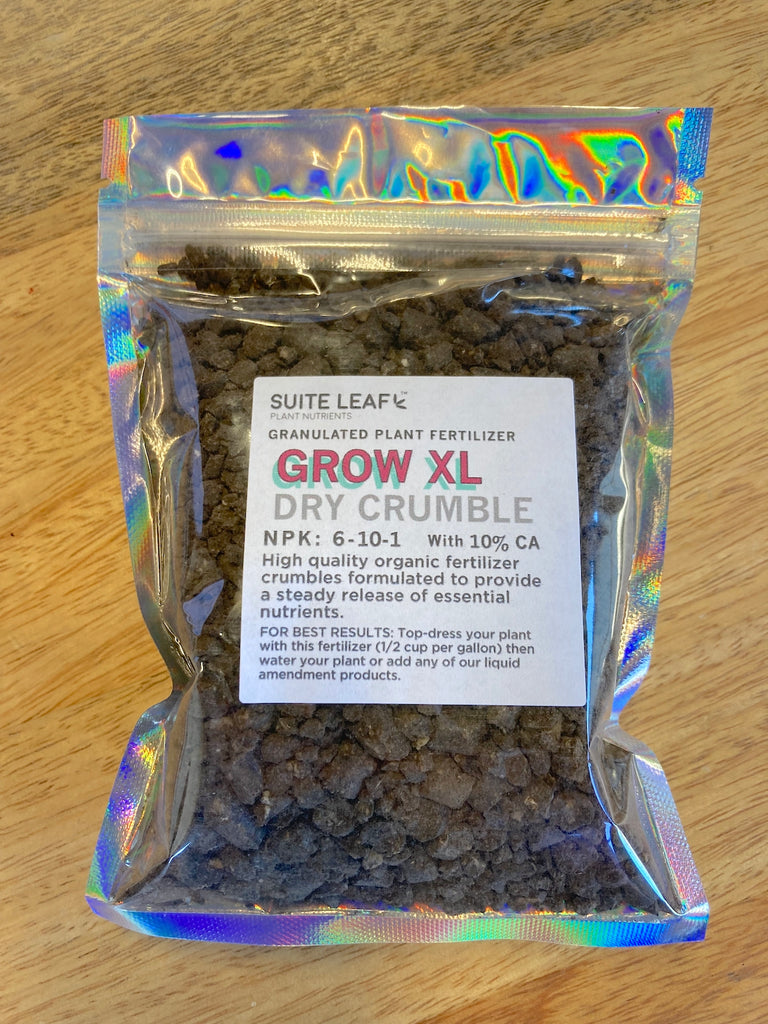 SUITE LEAF™
PLANT NUTRIENTS
GRANULATED PLANT FERTILIZER
GROW XL
DRY CRUMBLE
NPK: 6-10-1 With 10% CA
High quality organic fertilizer
crumbles formulated to provide
a steady release of essential
nutrients.
FOR BEST RESULTS: Top-dress your plant
with this fertilizer (1/2 cup per gallon) then
water your plant or add any of our liquid
amendment products.